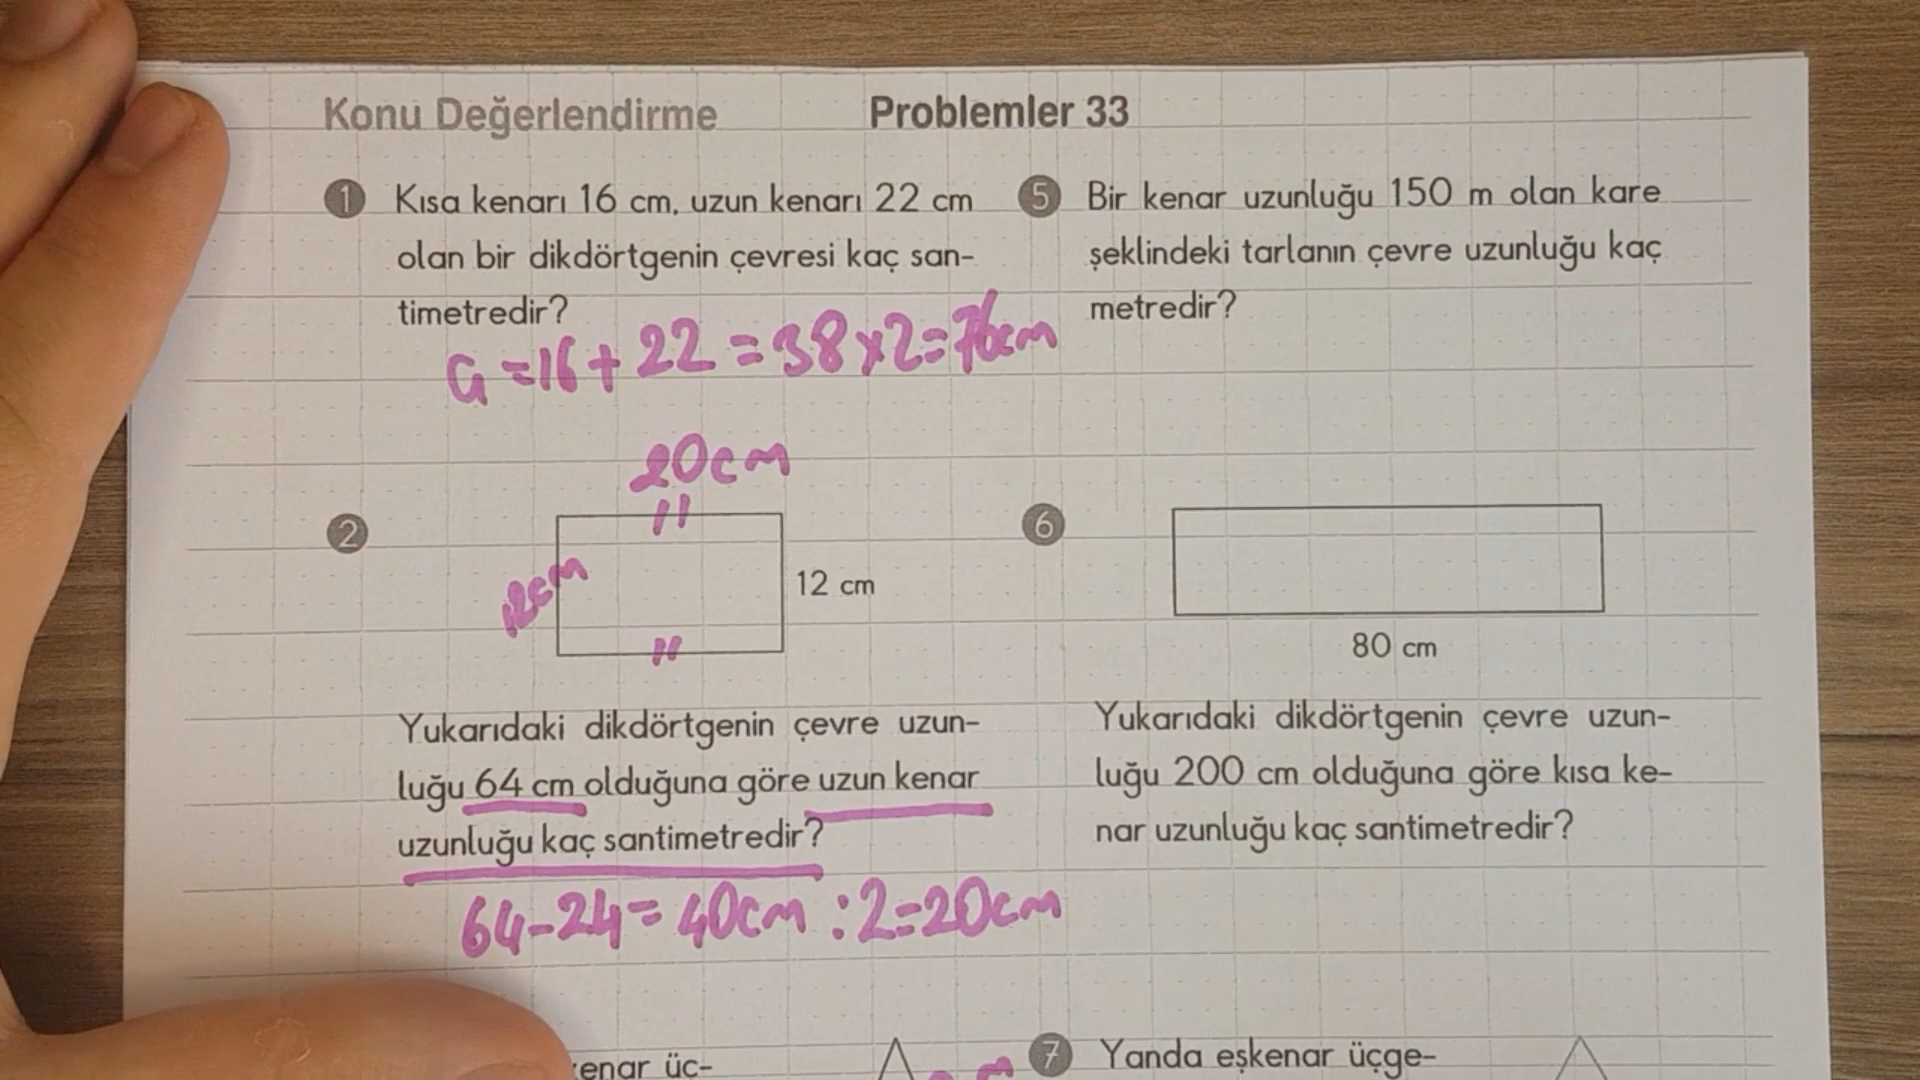 Konu Değerlendirme Problemler 33
1 Kısa kenarı 16 cm, uzun kenarı 22 cm
olan bir dikdörtgenin çevresi kaç san-
timetredir?
Ç=16+22=38x2=76cm
20cm
2
12cm
12 cm
Yukarıdaki dikdörtgenin çevre uzun-
luğu 64 cm olduğuna göre uzun kenar
uzunluğu kaç santimetredir?
64-24=40cm :2=20cm
5 Bir kenar uzunluğu 150 m olan kare
şeklindeki tarlanın çevre uzunluğu kaç
metredir?
6
80 cm
Yukarıdaki dikdörtgenin çevre uzun-
luğu 200 cm olduğuna göre kısa ke-
nar uzunluğu kaç santimetredir?
7 Yanda eşkenar üçge-